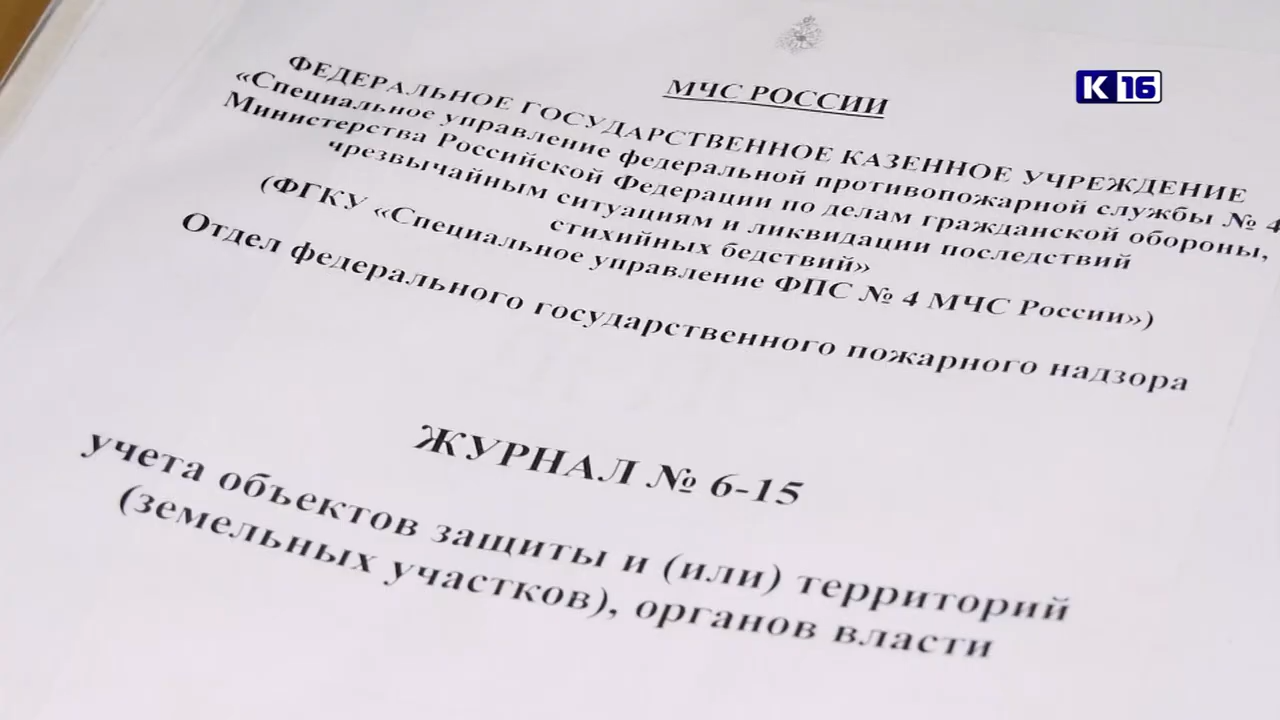 К 16
МЧС РОССИИ
ФЕДЕРАЛЬНОЕ ГОСУДАРСТВЕННОЕ КАЗЕННОЕ УЧРЕЖДЕНИЕ
«Специальное управление федеральной противопожарной службы № 4
Министерства Российской Федерации по делам гражданской обороны,
чрезвычайным ситуациям и ликвидации последствий
стихийных бедствий»
(ФГКУ «Специальное управление ФПС № 4 МЧС России»)
Отдел федерального государственного пожарного надзора
ЖУРНАЛ № 6-15
учета объектов защиты и (или) территорий
(земельных участков), органов власти